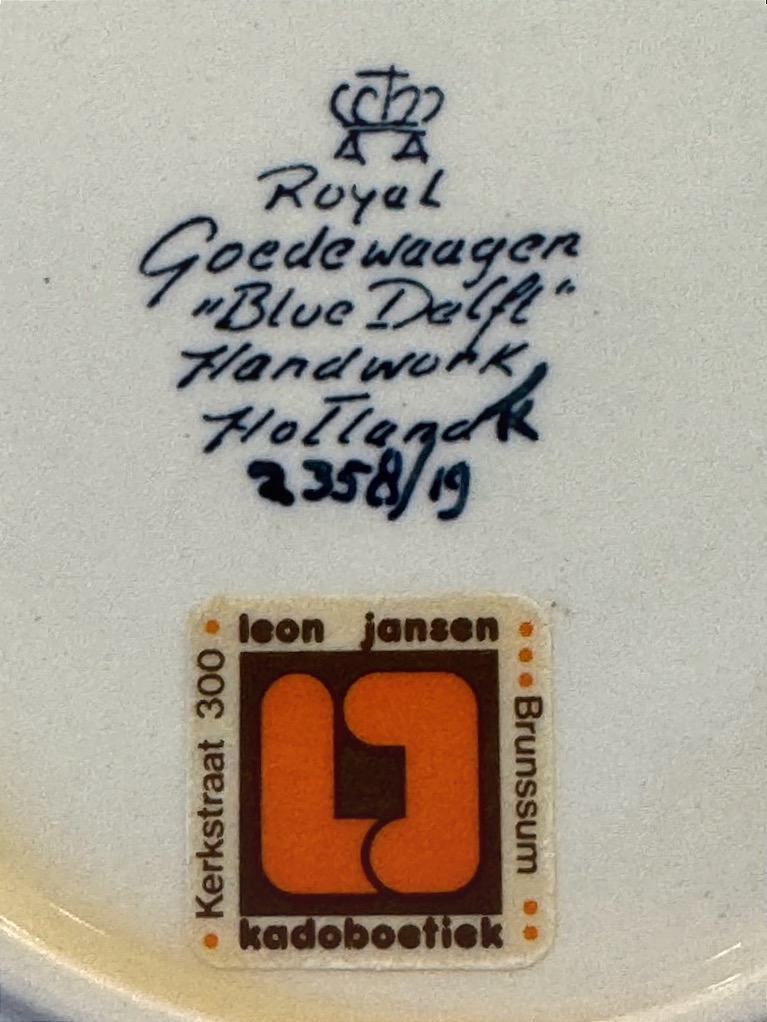 Royal
Goedewaagen
„Blue Delft"
Handwork
Holland
2358/19
leon jansen
Kerkstraat 300
Brunssum
kadoboetiek